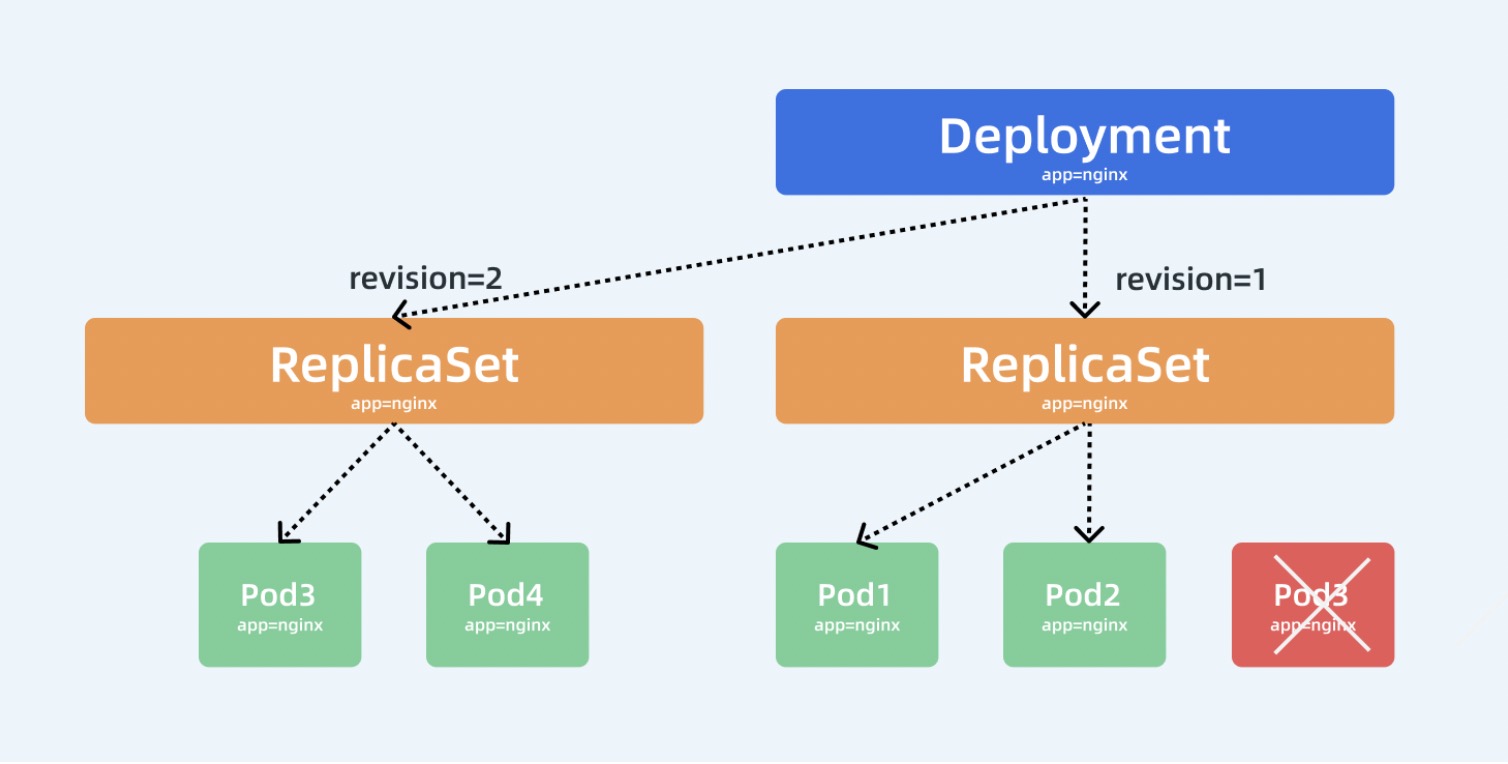 Deployment
app=nginx
revision=2
revision=1
ReplicaSet
app=nginx
ReplicaSet
app=nginx
Pod3
app=nginx
Pod4
app=nginx
Pod1
app=nginx
Pod2
app=nginx
Pod3
app=nginx